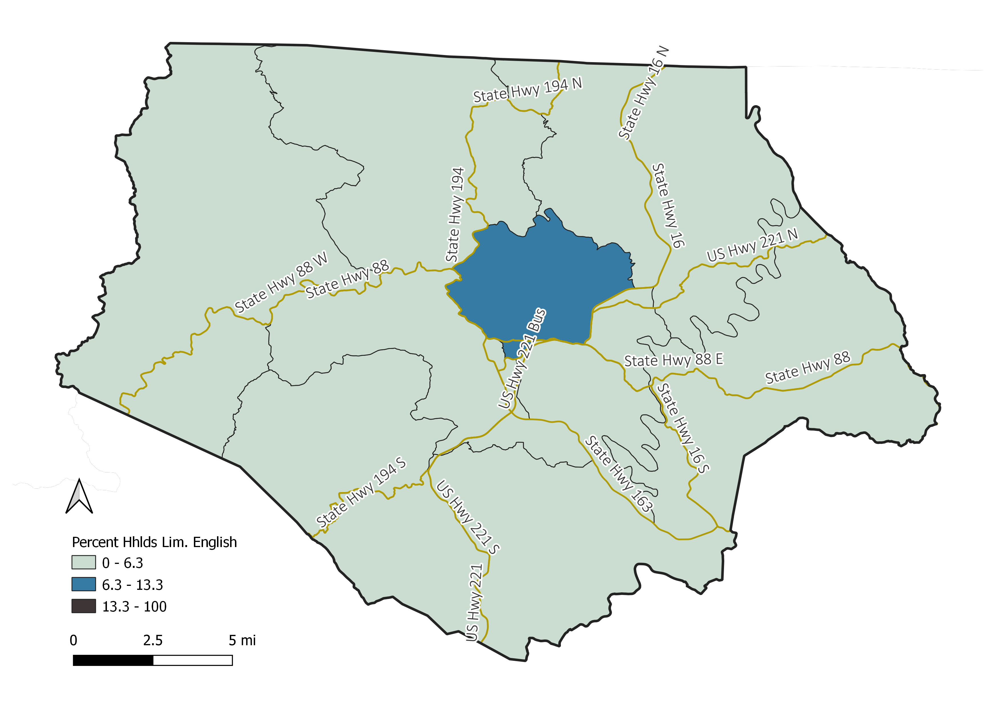 State Hwy 16 N
State Hwy 194 N
State Hwy 194
State Hwy 16
US Hwy 221 N
State Hwy 88 W
State Hwy 88
US Hwy 221 Bus
State Hwy 88 E
State Hwy 88
State Hwy 16 S
State Hwy 163
State Hwy 194 S
US Hwy 221 S
US Hwy 221
Percent Hhlds Lim. English
0 - 6.3
6.3 - 13.3
13.3 - 100
0 2.5 5 mi